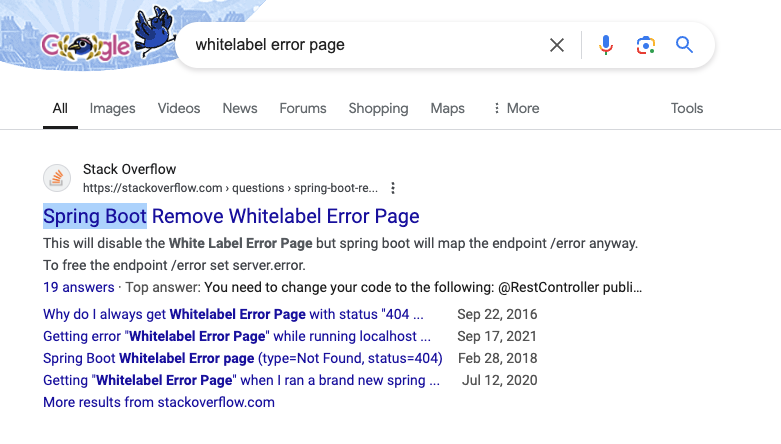 Google
whitelabel error page
All Images Videos News Forums Shopping Maps More Tools
Stack Overflow
https://stackoverflow.com › questions › spring-boot-re...
Spring Boot Remove Whitelabel Error Page
This will disable the White Label Error Page but spring boot will map the endpoint /error anyway.
To free the endpoint /error set server.error.
19 answers · Top answer: You need to change your code to the following: @RestController publi...
Why do I always get Whitelabel Error Page with status "404 ... Sep 22, 2016
Getting error "Whitelabel Error Page" while running localhost ... Sep 17, 2021
Spring Boot Whitelabel Error page (type=Not Found, status=404) Feb 28, 2018
Getting "Whitelabel Error Page" when I ran a brand new spring ... Jul 12, 2020
More results from stackoverflow.com